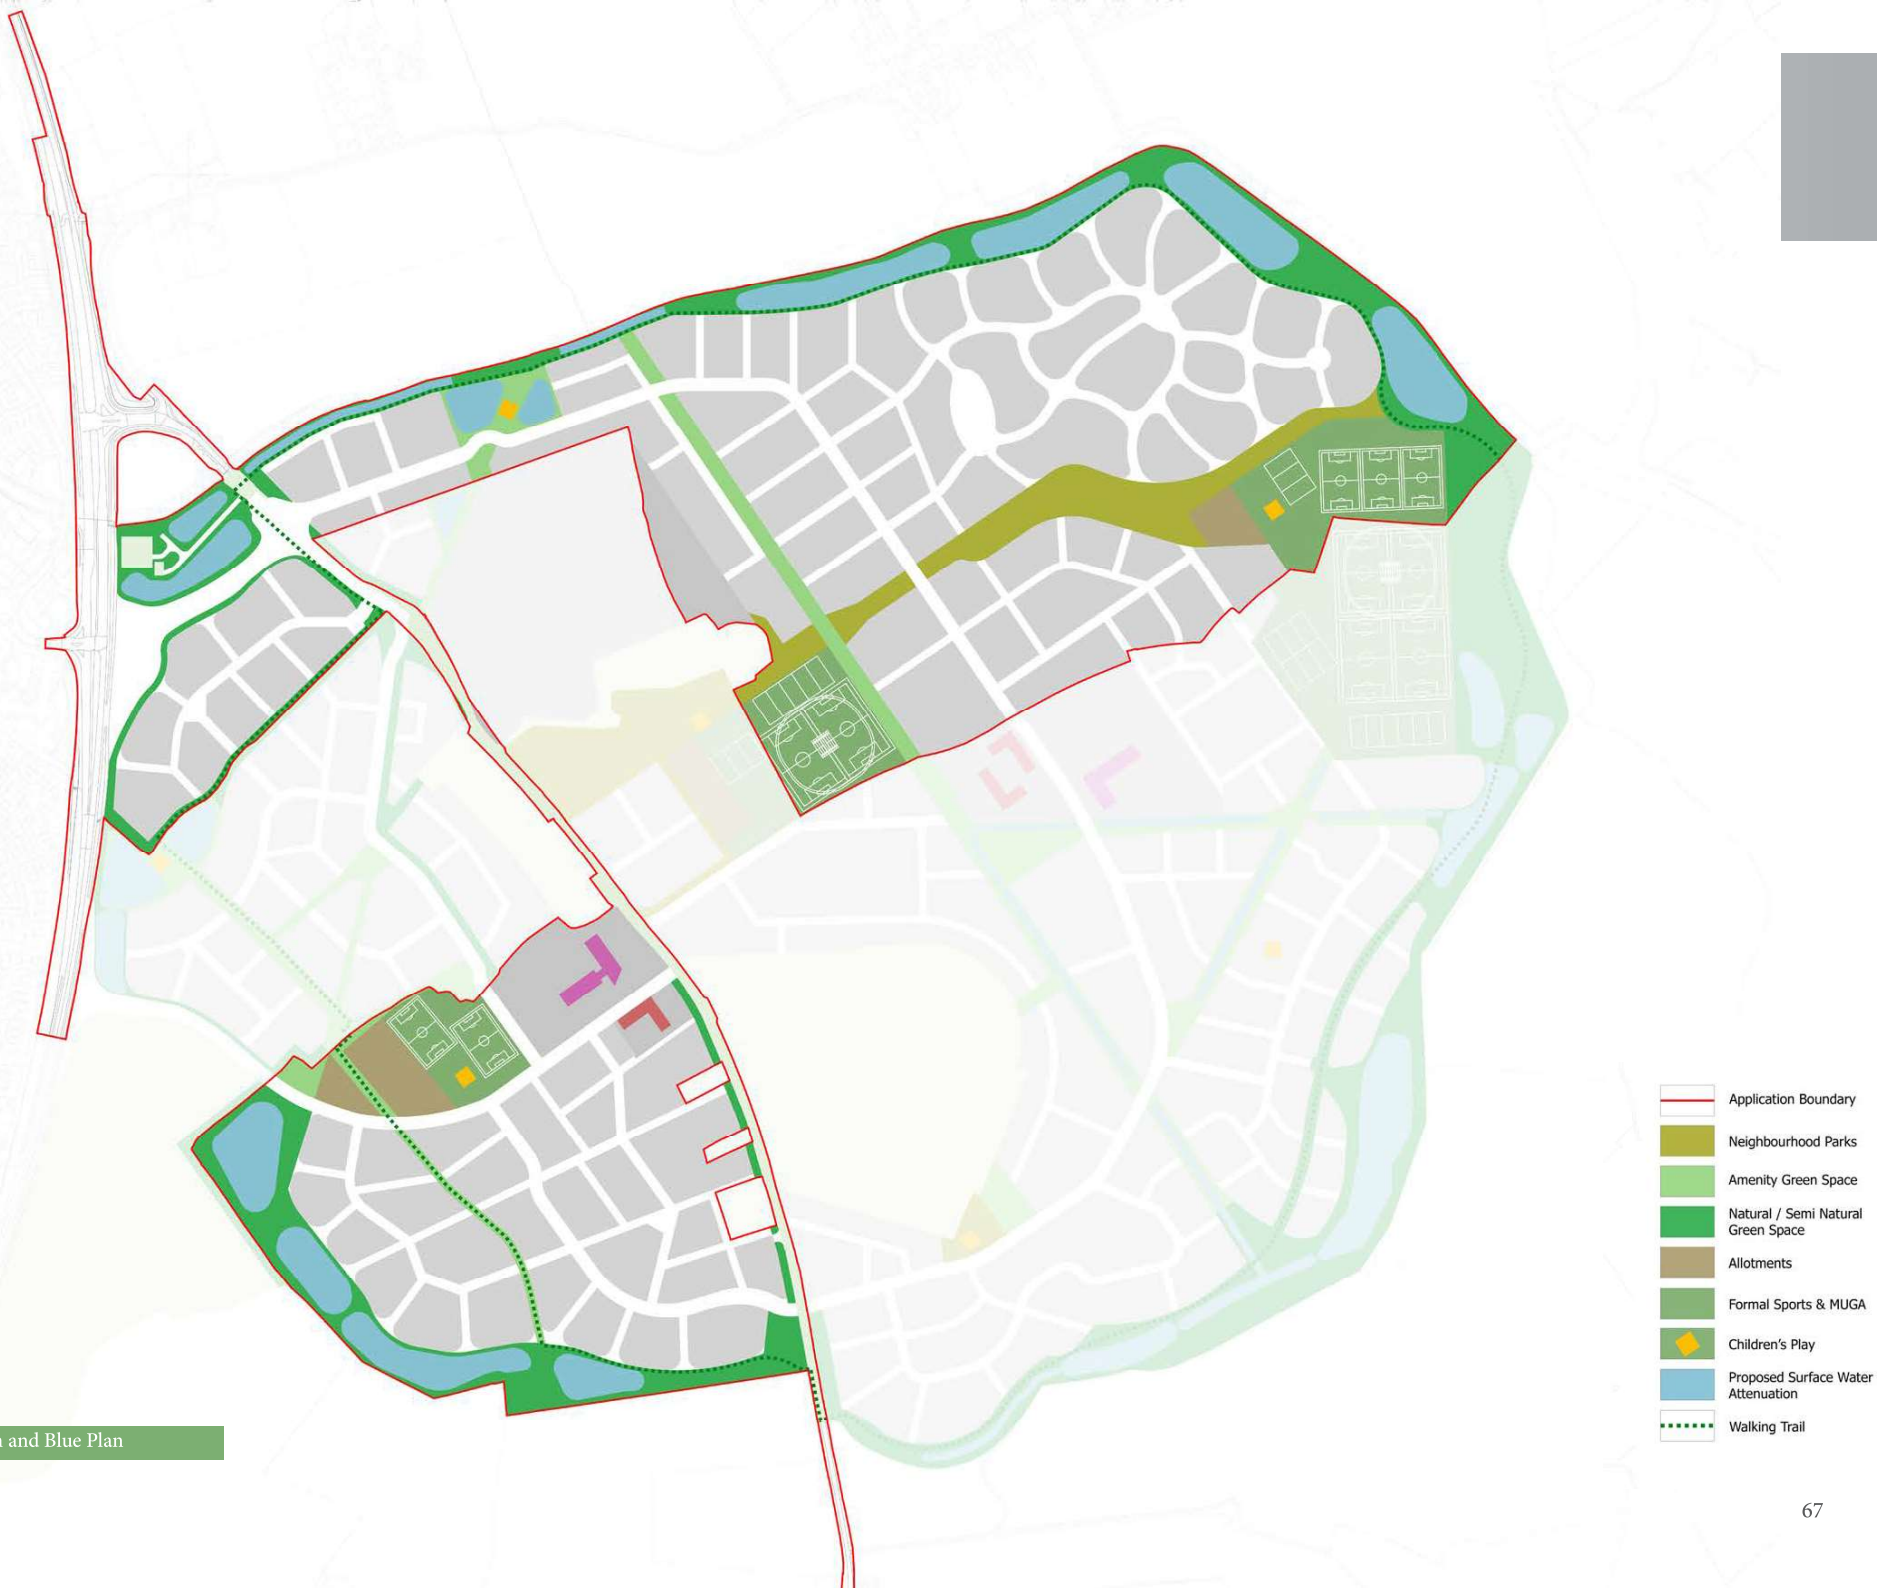 Application Boundary
Neighbourhood Parks
Amenity Green Space
Natural / Semi Natural
Green Space
Allotments
Formal Sports & MUGA
Children's Play
Proposed Surface Water
Attenuation
Walking Trail
and Blue Plan
67